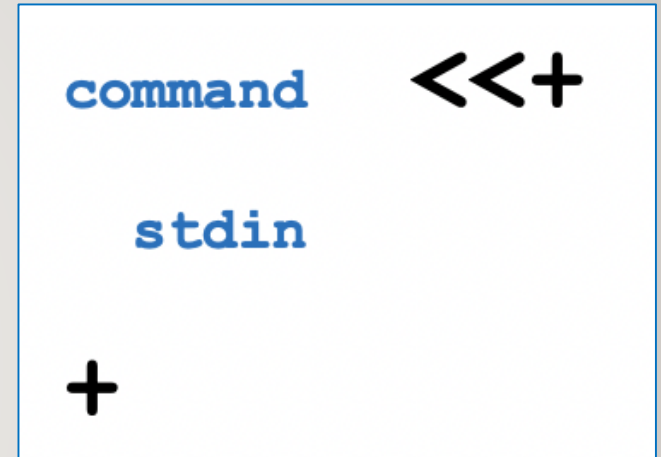 command <<+
stdin
+